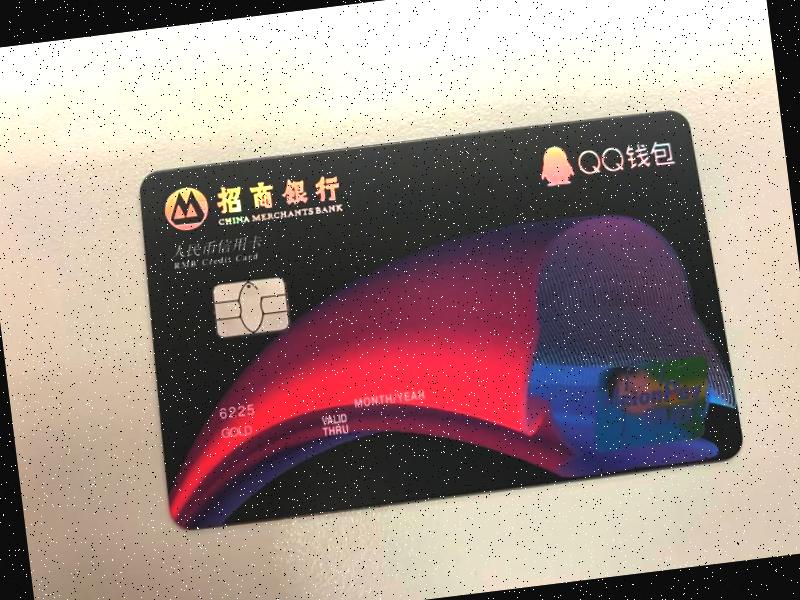 招商银行
CHINA MERCHANTS BANK
QQ钱包
人民币信用卡
RMB Credit Card
6225
MONTH/YEAR
GOLD
VALID
THRU